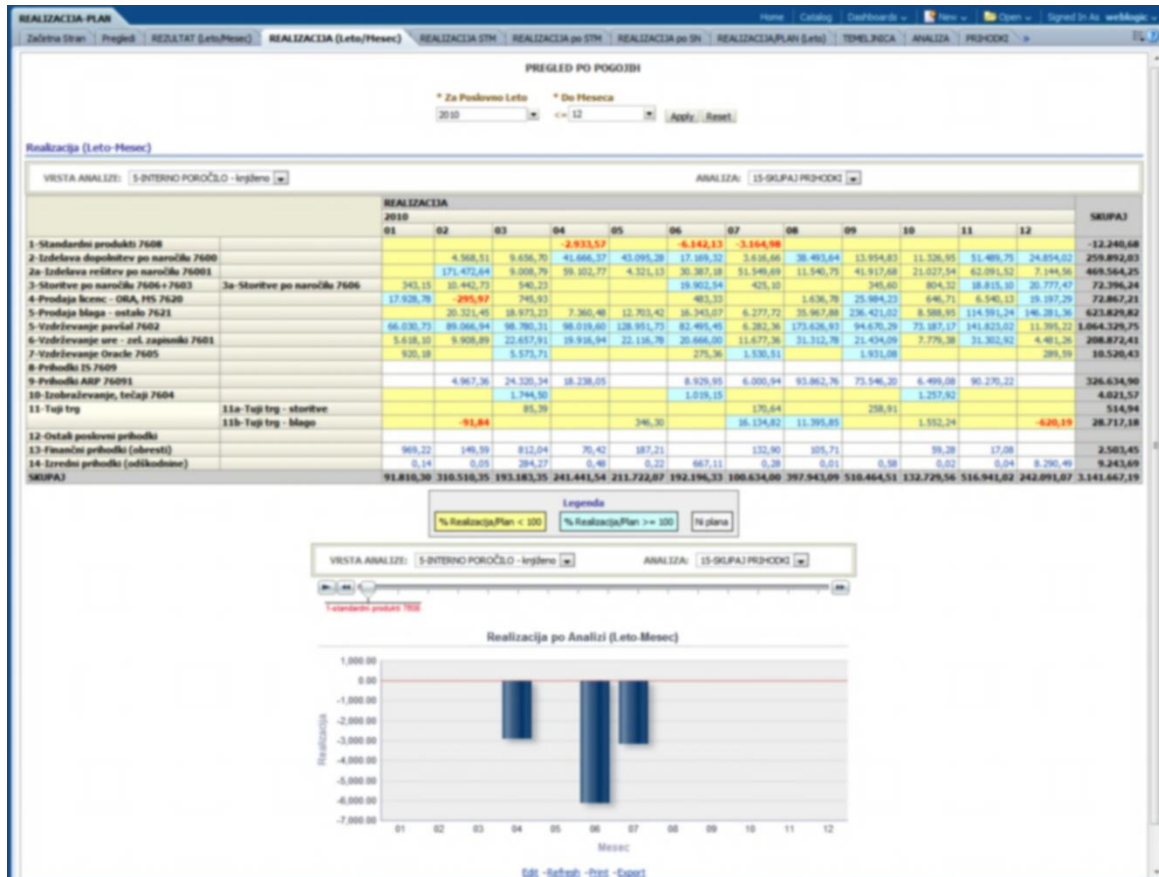 REALIZACIJA-PLAN
Home Catalog Dashboards New Open Signed In As weblogic
Začetna Stran Pregledi REZULTAT (Leto/Mesec) REALIZACIJA (Leto/Mesec) REALIZACIJA STM REALIZACIJA po STM REALIZACIJA po SN REALIZACIJA/PLAN (Leto) TEMELJNICA ANALIZA PRIHODKI »
PREGLED PO POGOJIH
* Za Poslovno Leto * Do Meseca
2010 <= 12 Apply Reset
Realizacija (Leto-Mesec)
VRSTA ANALIZE: 5-INTERNO POROČILO - knjiženo ANALIZA: 15-SKUPAJ PRIHODKI
REALIZACIJA
2010 SKUPAJ
01 02 03 04 05 06 07 08 09 10 11 12
1-Standardni produkti 7608 -2.933,57 -6.142,13 -3.164,98 -12.240,68
2-Izdelava dopolnitev po naročilu 7600 4.568,51 9.656,70 41.666,37 43.095,28 17.169,32 3.616,66 38.493,64 13.954,83 11.326,95 51.489,75 24.854,02 259.892,03
2a-Izdelava rešitev po naročilu 76001 171.472,64 9.008,79 59.102,77 4.321,13 30.387,18 51.549,69 11.540,75 41.917,68 21.027,54 62.091,52 7.144,56 469.564,25
3-Storitve po naročilu 7606+7603 3a-Storitve po naročilu 7606 343,15 10.442,73 540,23 19.902,54 425,10 345,60 804,32 18.815,10 20.777,47 72.396,24
4-Prodaja licenc - ORA, MS 7620 17.928,78 -295,97 745,93 483,33 1.636,78 25.984,23 646,71 6.540,13 19.197,29 72.867,21
5-Prodaja blaga - ostalo 7621 20.321,45 18.973,23 7.360,48 12.703,42 16.343,07 6.277,72 35.967,88 236.421,02 8.588,95 114.591,24 146.281,36 623.829,82
5-Vzdrževanje pavšal 7602 66.030,73 89.066,94 98.780,31 98.019,60 128.951,73 82.495,45 6.282,36 173.626,93 94.670,29 73.187,17 141.823,02 11.395,22 1.064.329,75
6-Vzdrževanje ure - zel. zapisniki 7601 5.618,10 9.908,89 22.657,91 19.916,94 22.116,78 20.666,00 11.677,36 31.312,78 21.434,09 7.779,38 31.302,92 4.481,26 208.872,41
7-Vzdrževanje Oracle 7605 920,18 5.573,71 275,36 1.530,51 1.931,08 289,59 10.520,43
8-Prihodki IS 7609
9-Prihodki ARP 76091 4.967,36 24.320,34 18.238,05 8.929,95 6.000,94 93.862,76 73.546,20 6.499,08 90.270,22 326.634,90
10-Izobraževanje, tečaji 7604 1.744,50 1.019,15 1.257,92 4.021,57
11-Tuji trg 11a-Tuji trg - storitve 85,39 170,64 258,91 514,94
11b-Tuji trg - blago -91,84 346,30 16.134,82 11.395,85 1.552,24 -620,19 28.717,18
12-Ostali poslovni prihodki
13-Finančni prihodki (obresti) 969,22 149,59 812,04 70,42 187,21 132,90 105,71 59,28 17,08 2.503,45
14-Izredni prihodki (odškodnine) 0,14 0,05 284,27 0,48 0,22 667,11 0,28 0,01 0,58 0,02 0,04 8.290,49 9.243,69
SKUPAJ 91.810,30 310.510,35 193.183,35 241.441,54 211.722,07 192.196,33 100.634,00 397.943,09 510.464,51 132.729,56 516.941,02 242.091,07 3.141.667,19
Legenda
% Realizacija/Plan < 100 % Realizacija/Plan >= 100 Ni plana
VRSTA ANALIZE: 5-INTERNO POROČILO - knjiženo ANALIZA: 15-SKUPAJ PRIHODKI
1-standardni produkti 7608
Realizacija po Analizi (Leto-Mesec)
Realizacija
1,000.00
0.00
-1,000.00
-2,000.00
-3,000.00
-4,000.00
-5,000.00
-6,000.00
-7,000.00
01 02 03 04 05 06 07 08 09 10 11 12
Mesec
Edit -Refresh -Print -Export